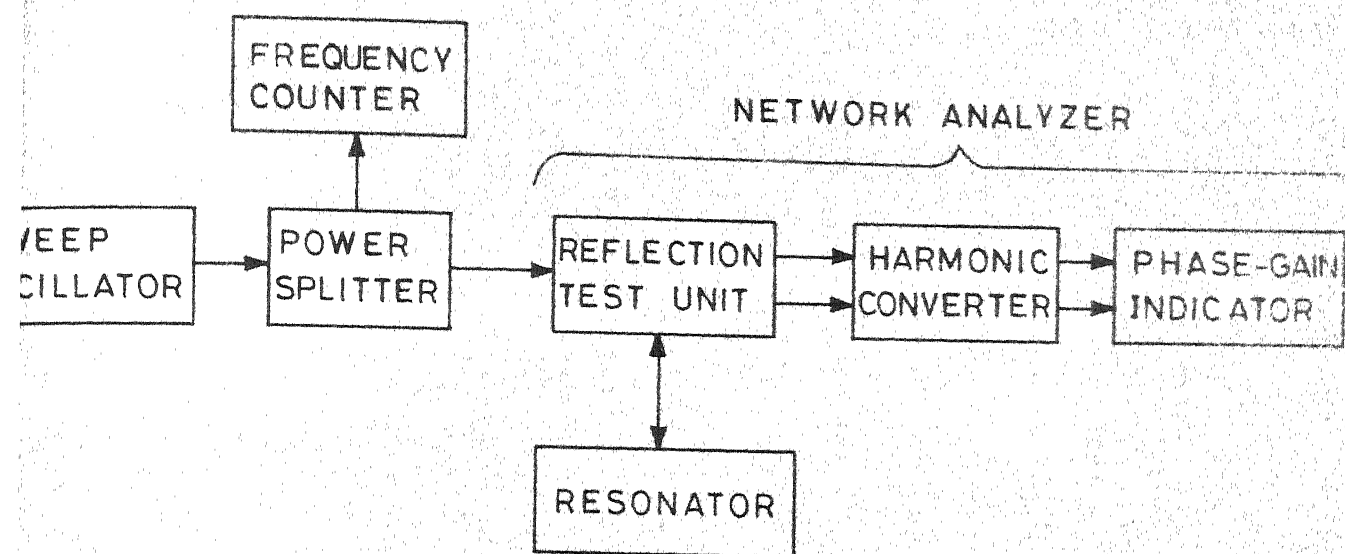 FREQUENCY
COUNTER
NETWORK ANALYZER
POWER
SPLITTER
REFLECTION
TEST UNIT
HARMONIC
CONVERTER
PHASE-GAIN
INDICATOR
RESONATOR